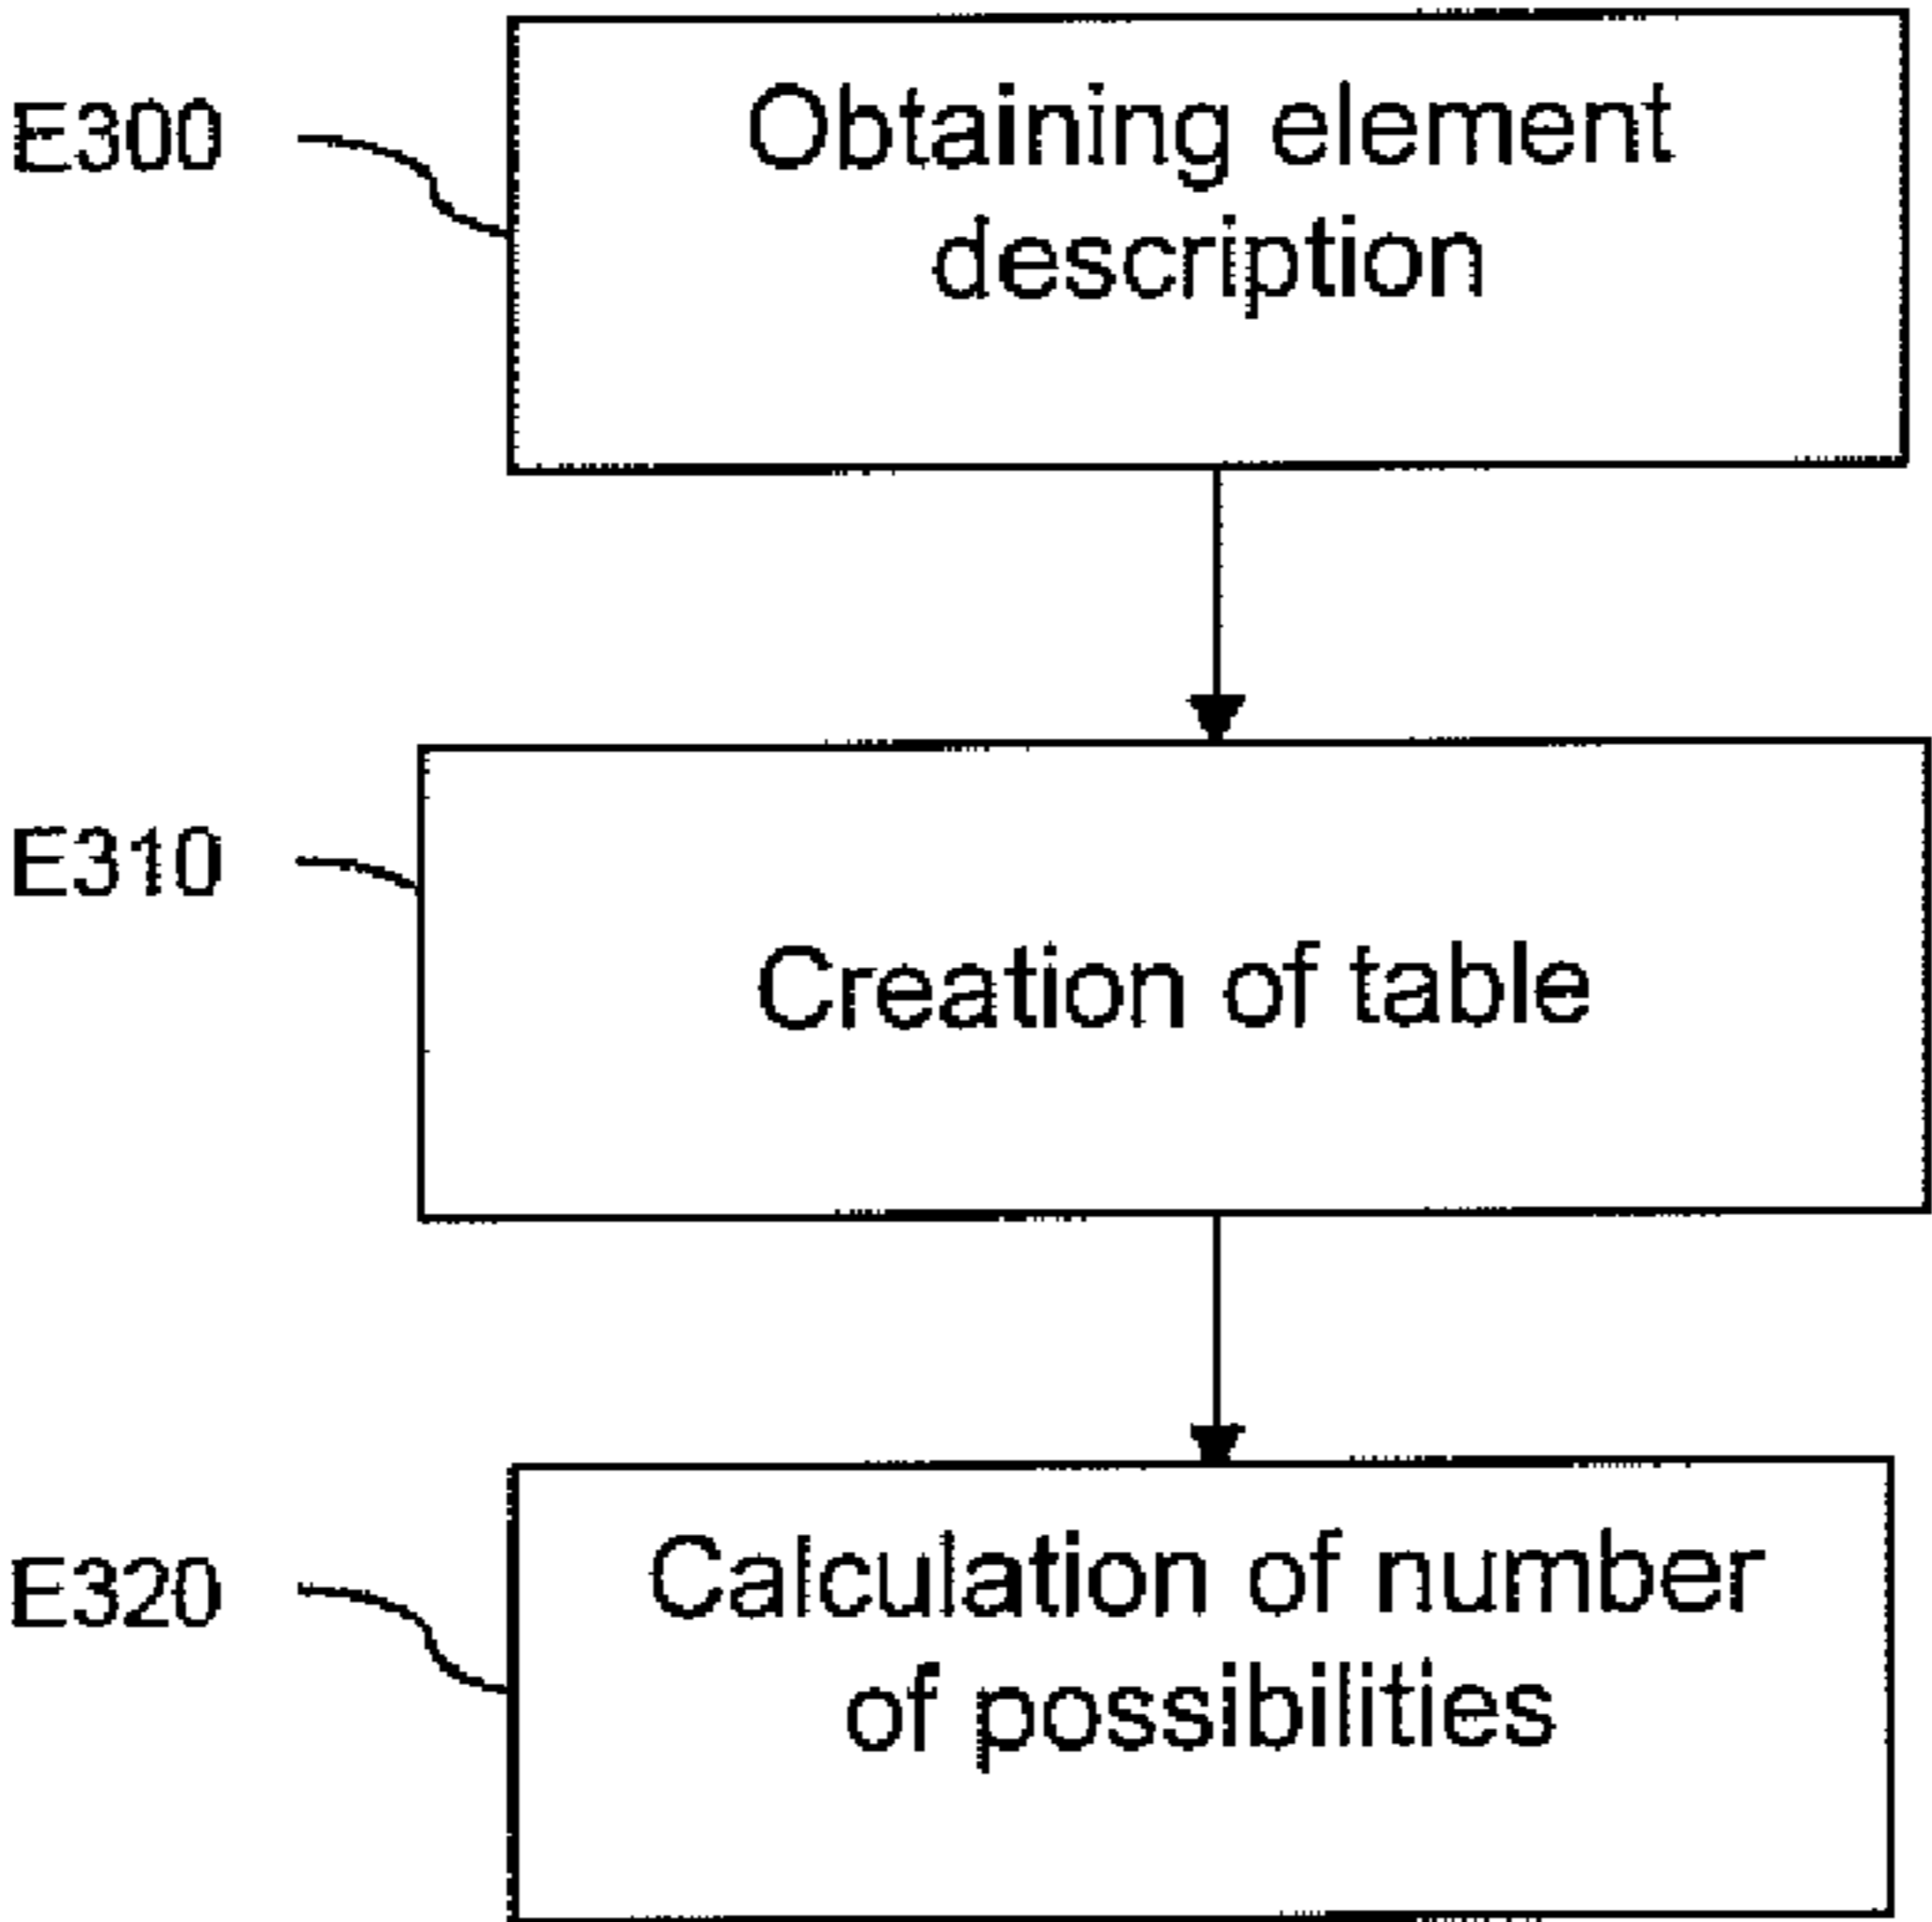 E300
Obtaining element
description
E310
Creation of table
E320
Calculation of number
of possibilities